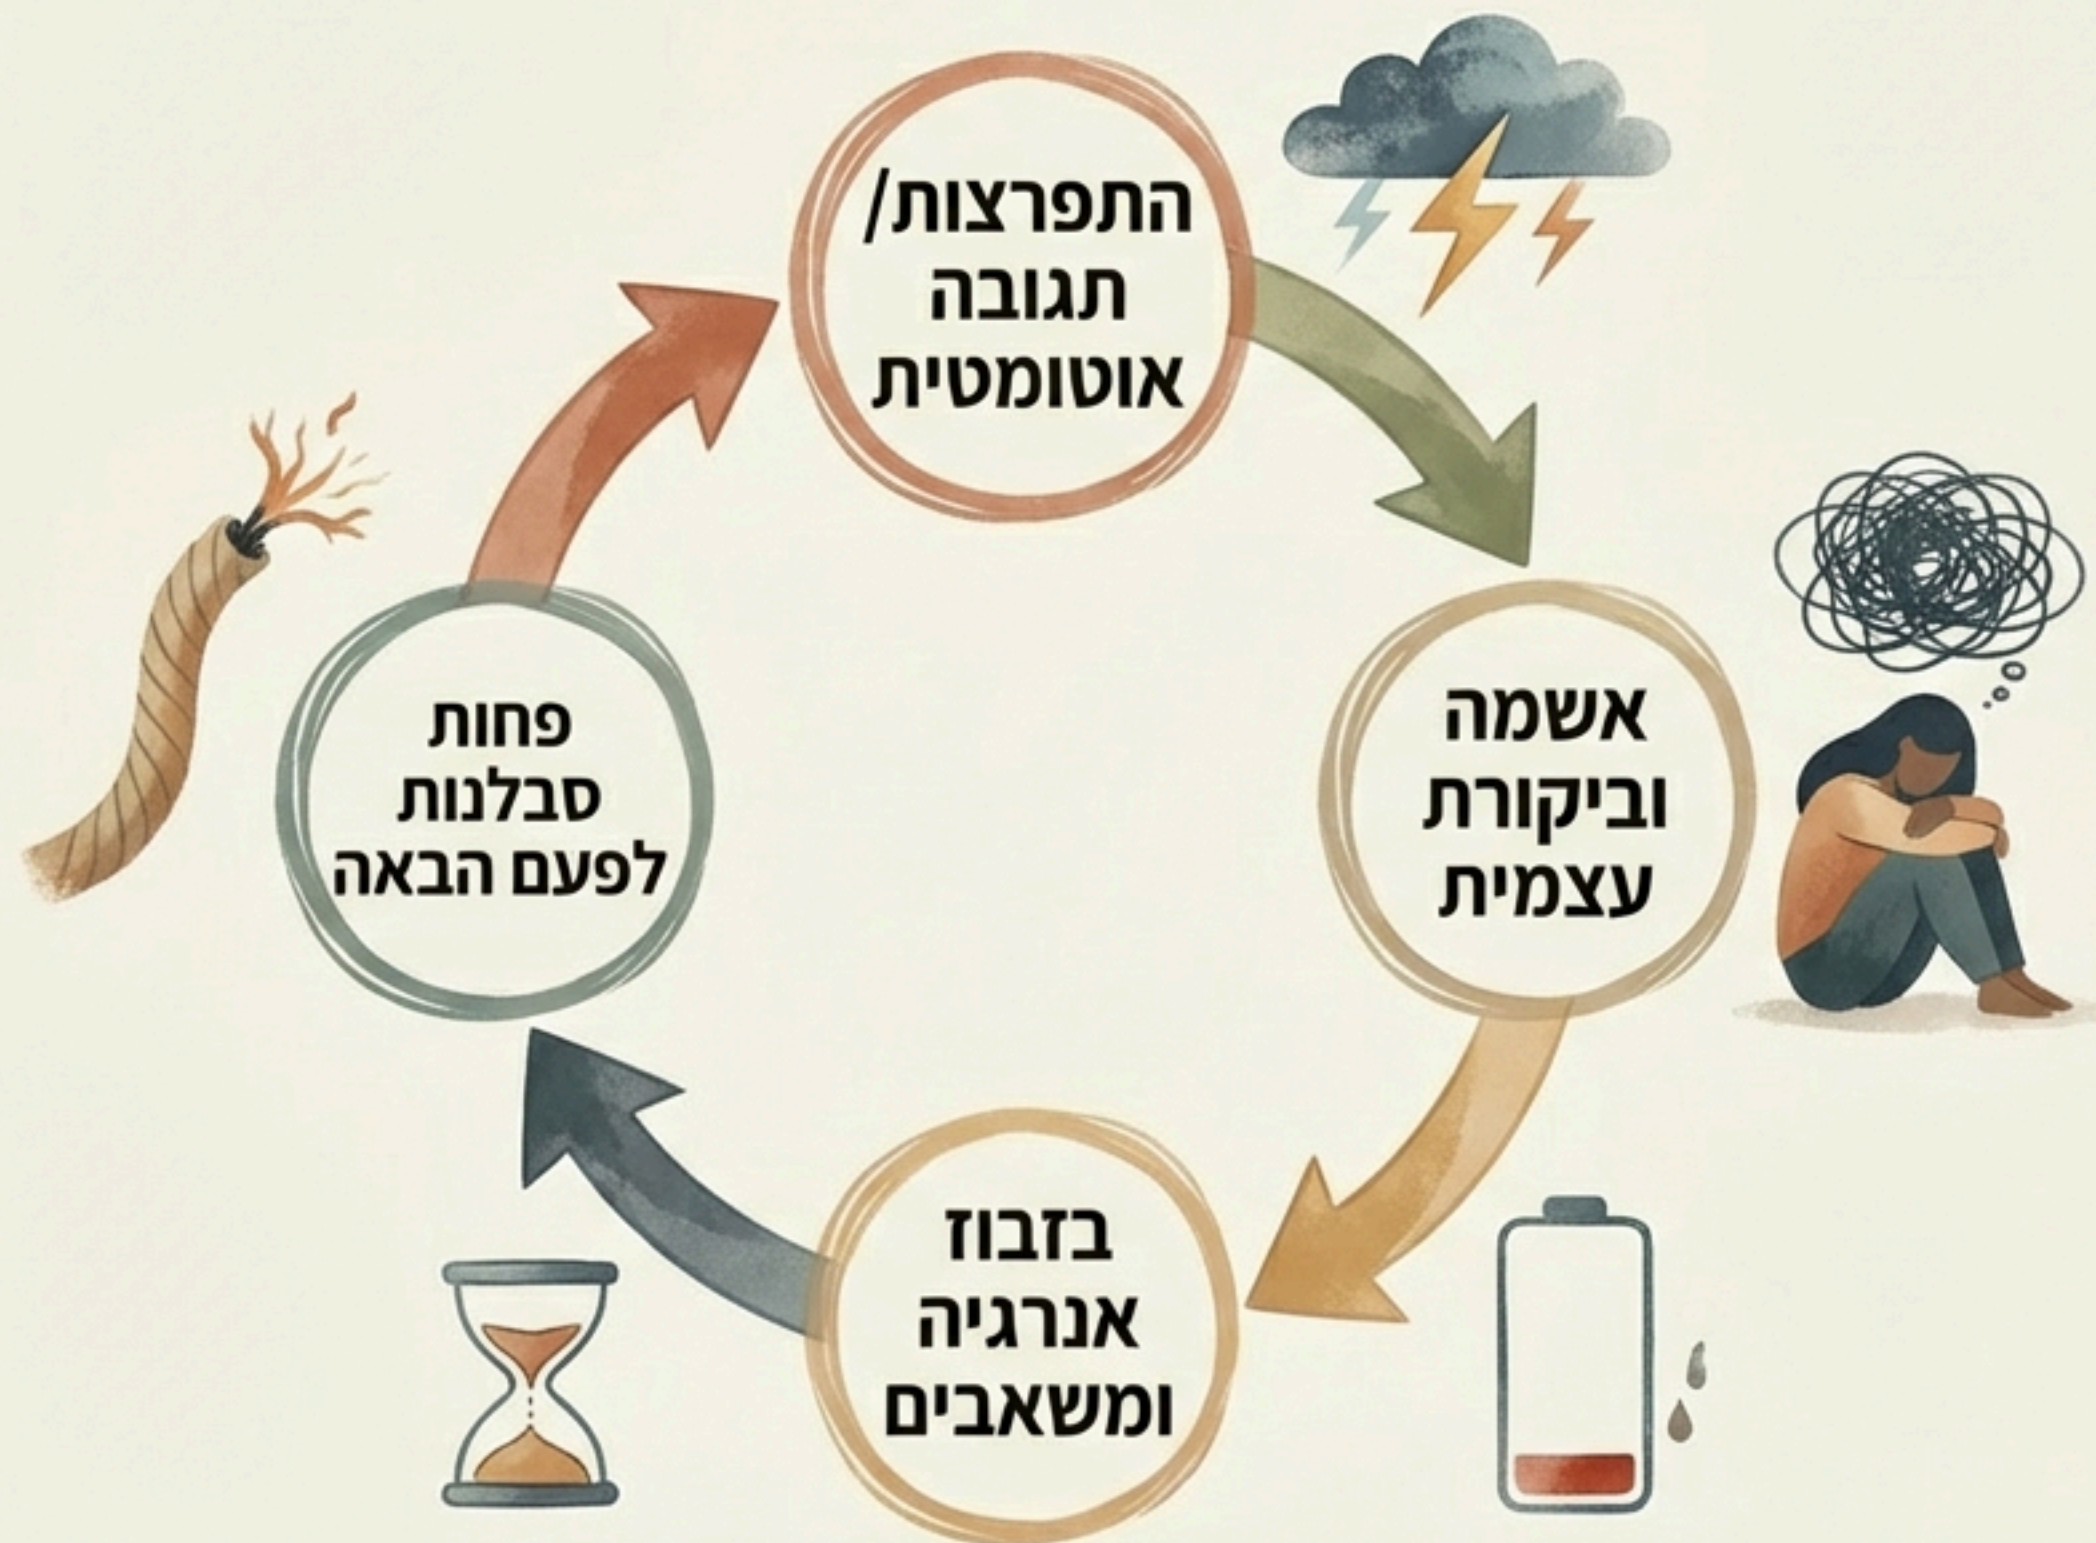 התפרצות/
תגובה
אוטומטית
אשמה
וביקורת
עצמית
בזבוז
אנרגיה
ומשאבים
פחות
סבלנות
לפעם הבאה